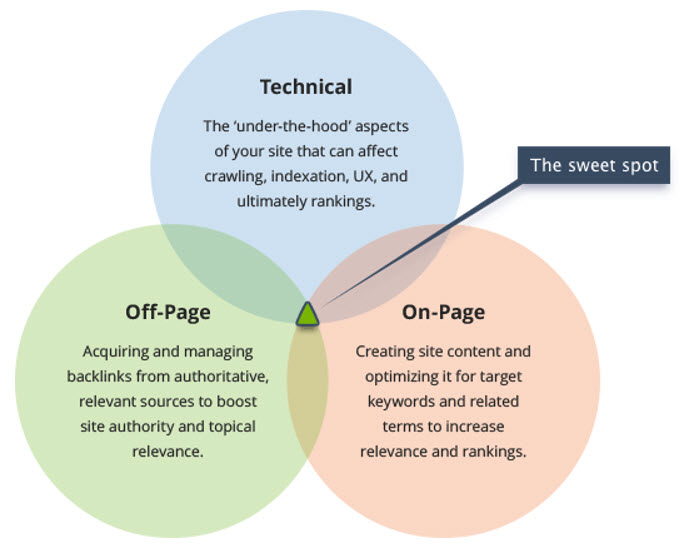 Technical
The ‘under-the-hood’ aspects
of your site that can affect
crawling, indexation, UX, and
ultimately rankings.
The sweet spot
Off-Page
Acquiring and managing
backlinks from authoritative,
relevant sources to boost
site authority and topical
relevance.
On-Page
Creating site content and
optimizing it for target
keywords and related
terms to increase
relevance and rankings.